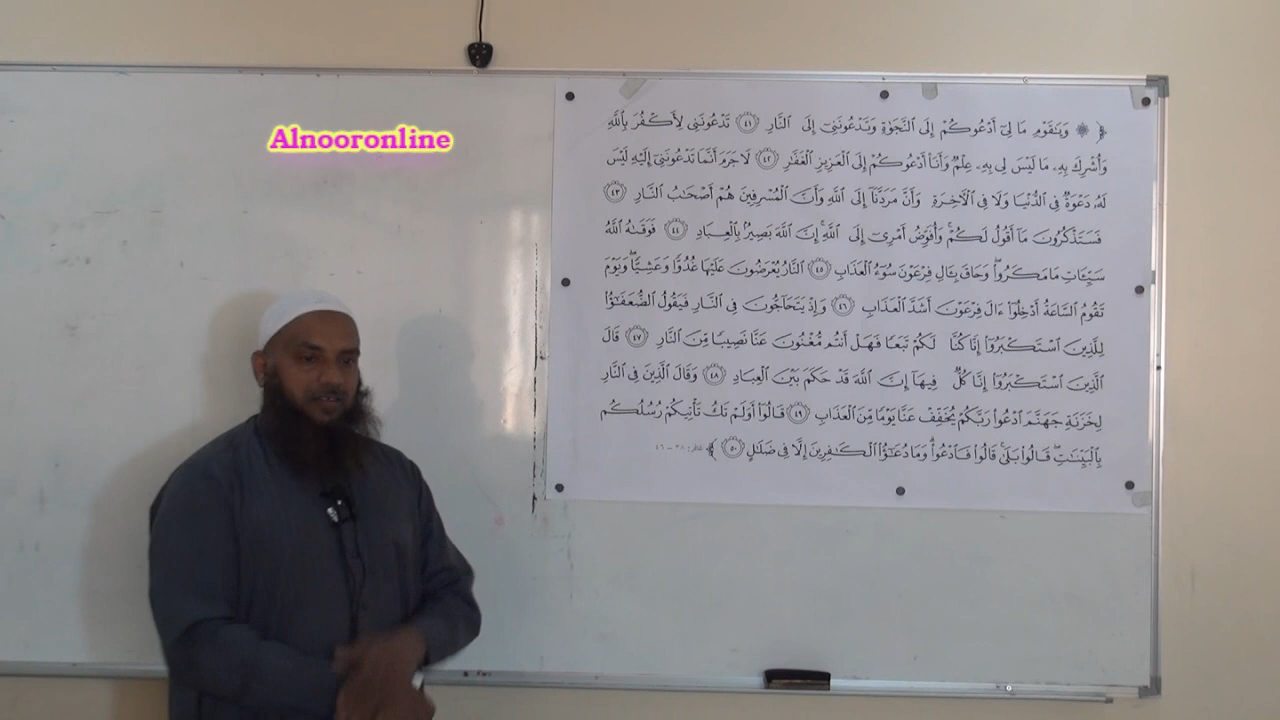 Alnooronline
﴿ ۞ وَيَٰقَوْمِ مَا لِىٓ أَدْعُوكُمْ إِلَى ٱلنَّجَوٰةِ وَتَدْعُونَنِىٓ إِلَى ٱلنَّارِ ٤١ تَدْعُونَنِى لِأَكْفُرَ بِٱللَّهِ
وَأُشْرِكَ بِهِۦ مَا لَيْسَ لِى بِهِۦ عِلْمٌ وَأَنَا۠ أَدْعُوكُمْ إِلَى ٱلْعَزِيزِ ٱلْغَفَّٰرِ ٤٢ لَا جَرَمَ أَنَّمَا تَدْعُونَنِىٓ إِلَيْهِ لَيْسَ
لَهُۥ دَعْوَةٌ فِى ٱلدُّنْيَا وَلَا فِى ٱلْءَاخِرَةِ وَأَنَّ مَرَدَّنَآ إِلَى ٱللَّهِ وَأَنَّ ٱلْمُسْرِفِينَ هُمْ أَصْحَٰبُ ٱلنَّارِ ٤٣
فَسَتَذْكُرُونَ مَآ أَقُولُ لَكُمْ ۚ وَأُفَوِّضُ أَمْرِىٓ إِلَى ٱللَّهِ ۚ إِنَّ ٱللَّهَ بَصِيرٌۢ بِٱلْعِبَادِ ٤٤ فَوَقَىٰهُ ٱللَّهُ
سَيِّـَٔاتِ مَا مَكَرُوا۟ ۖ وَحَاقَ بِـَٔالِ فِرْعَوْنَ سُوٓءُ ٱلْعَذَابِ ٤٥ ٱلنَّارُ يُعْرَضُونَ عَلَيْهَا غُدُوًّا وَعَشِيًّا ۖ وَيَوْمَ
تَقُومُ ٱلسَّاعَةُ أَدْخِلُوٓا۟ ءَالَ فِرْعَوْنَ أَشَدَّ ٱلْعَذَابِ ٤٦ وَإِذْ يَتَحَآجُّونَ فِى ٱلنَّارِ فَيَقُولُ ٱلضُّعَفَٰٓؤُا۟
لِلَّذِينَ ٱسْتَكْبَرُوٓا۟ إِنَّا كُنَّا لَكُمْ تَبَعًا فَهَلْ أَنتُم مُّغْنُونَ عَنَّا نَصِيبًا مِّنَ ٱلنَّارِ ٤٧ قَالَ
ٱلَّذِينَ ٱسْتَكْبَرُوٓا۟ إِنَّا كُلٌّ فِيهَآ إِنَّ ٱللَّهَ قَدْ حَكَمَ بَيْنَ ٱلْعِبَادِ ٤٨ وَقَالَ ٱلَّذِينَ فِى ٱلنَّارِ
لِخَزَنَةِ جَهَنَّمَ ٱدْعُوا۟ رَبَّكُمْ يُخَفِّفْ عَنَّا يَوْمًا مِّنَ ٱلْعَذَابِ ٤٩ قَالُوٓا۟ أَوَلَمْ تَكُ تَأْتِيكُمْ رُسُلُكُم
بِٱلْبَيِّنَٰتِ ۖ قَالُوا۟ بَلَىٰ ۚ قَالُوا۟ فَٱدْعُوا۟ ۗ وَمَا دُعَٰٓؤُا۟ ٱلْكَٰفِرِينَ إِلَّا فِى ضَلَٰلٍ ٥٠ ﴾